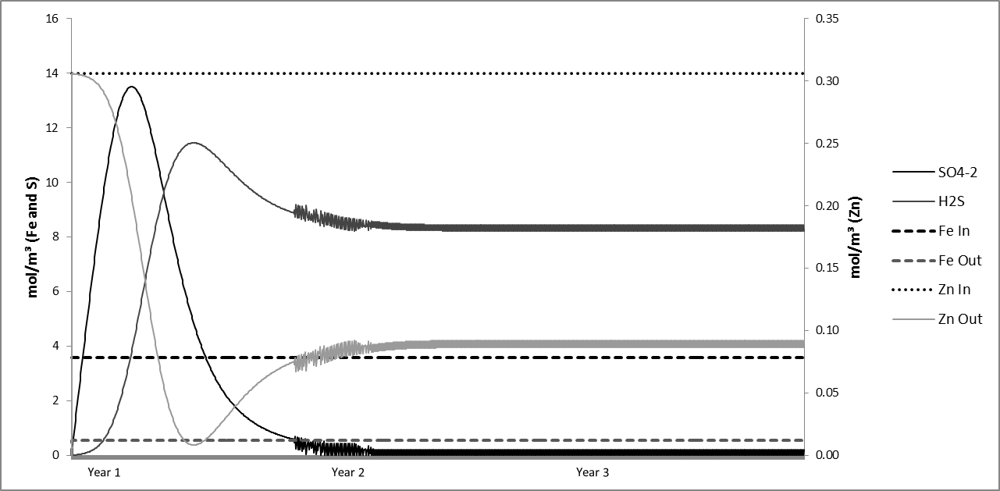 16
14
12
10
8
6
4
2
0
mol/m³ (Fe and S)
0.35
0.30
0.25
0.20
0.15
0.10
0.05
0.00
mol/m³ (Zn)
Year 1
Year 2
Year 3
SO4-2
H2S
Fe In
Fe Out
Zn In
Zn Out